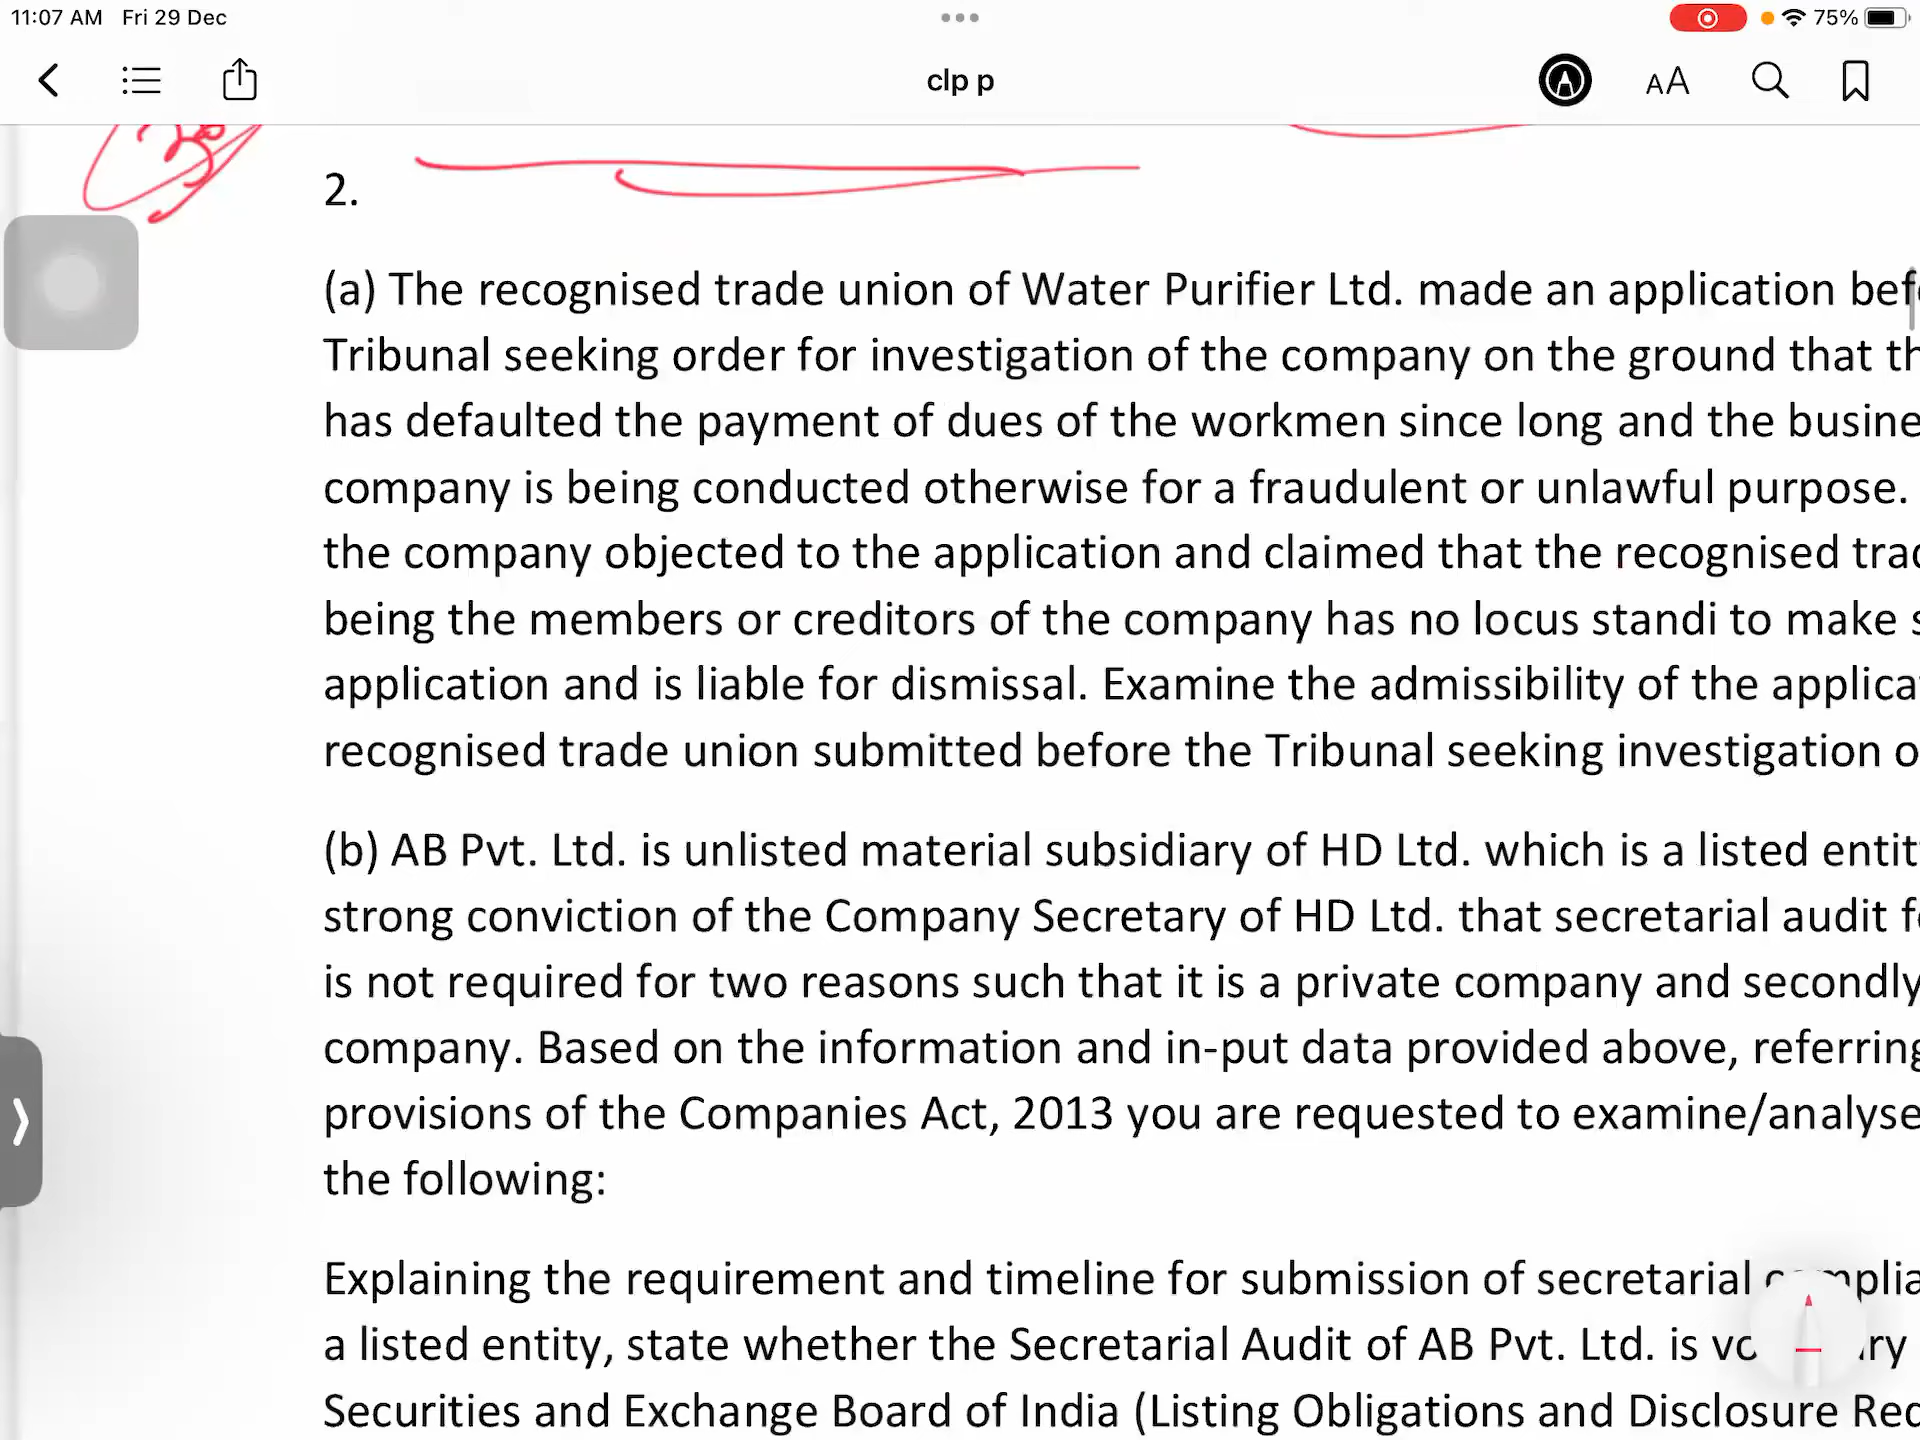 11:07 AM Fri 29 Dec
75%
clp p
AA
2.
(a) The recognised trade union of Water Purifier Ltd. made an application
Tribunal seeking order for investigation of the company on the ground that
has defaulted the payment of dues of the workmen since long and the
company is being conducted otherwise for a fraudulent or unlawful purpose.
the company objected to the application and claimed that the recognised
being the members or creditors of the company has no locus standi to make
application and is liable for dismissal. Examine the admissibility of the
recognised trade union submitted before the Tribunal seeking investigation
(b) AB Pvt. Ltd. is unlisted material subsidiary of HD Ltd. which is a listed
strong conviction of the Company Secretary of HD Ltd. that secretarial audit
is not required for two reasons such that it is a private company and secondly
company. Based on the information and in-put data provided above,
provisions of the Companies Act, 2013 you are requested to examine/analyse
the following:
Explaining the requirement and timeline for submission of secretarial
a listed entity, state whether the Secretarial Audit of AB Pvt. Ltd. is
Securities and Exchange Board of India (Listing Obligations and Disclosure